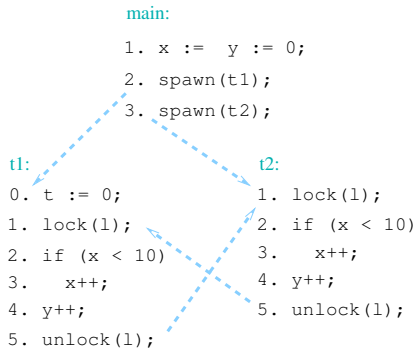 main:
1. x := y := 0;
2. spawn(t1);
3. spawn(t2);
t1:
0. t := 0;
1. lock(l);
2. if (x < 10)
3. x++;
4. y++;
5. unlock(l);
t2:
1. lock(l);
2. if (x < 10)
3. x++;
4. y++;
5. unlock(l);